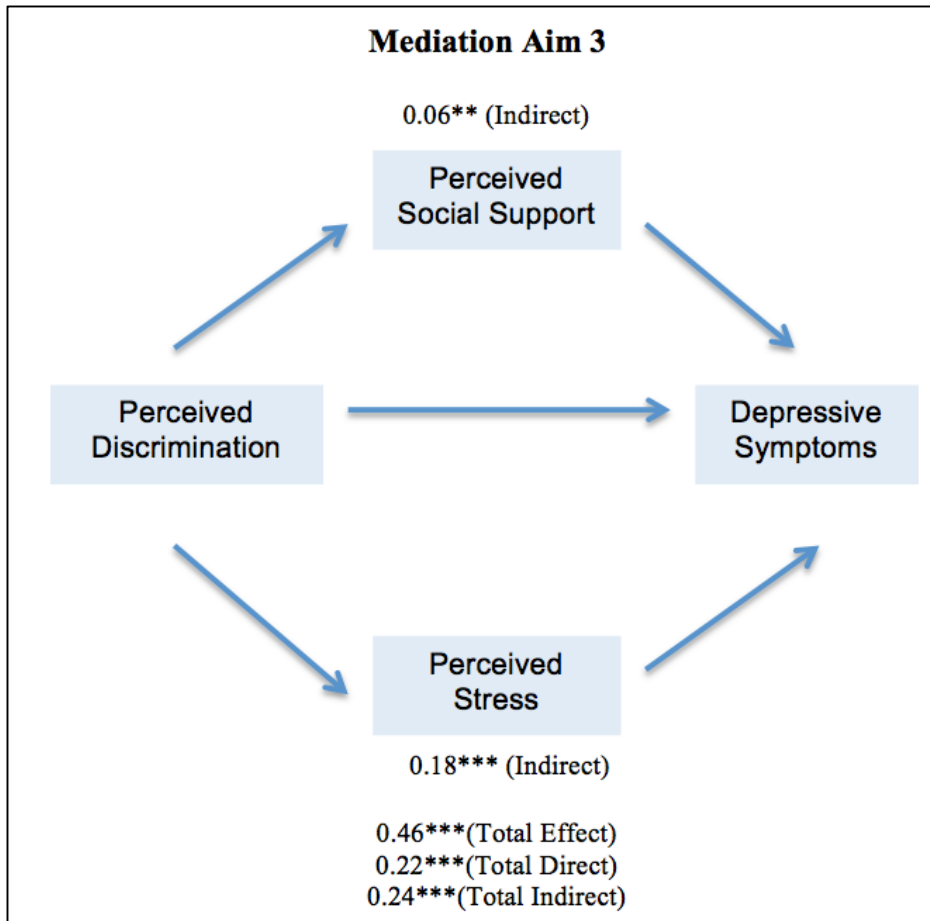 Mediation Aim 3
0.06** (Indirect)
Perceived
Social Support
Perceived
Discrimination
Depressive
Symptoms
Perceived
Stress
0.18*** (Indirect)
0.46***(Total Effect)
0.22***(Total Direct)
0.24***(Total Indirect)